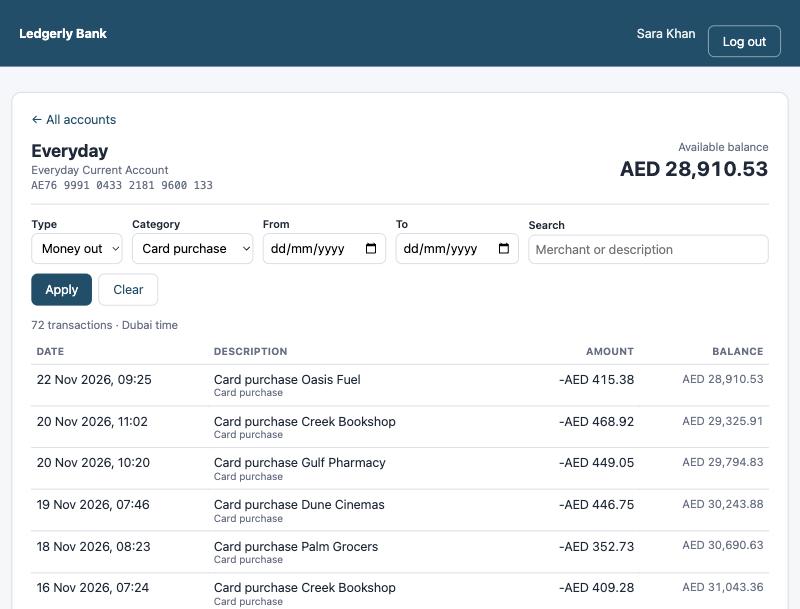 Ledgerly Bank
Sara Khan
Log out
← All accounts
Everyday
Everyday Current Account
AE76 9991 0433 2181 9600 133
Available balance
AED 28,910.53
Type Category From To Search
Money out Card purchase dd/mm/yyyy dd/mm/yyyy Merchant or description
Apply Clear
72 transactions · Dubai time
DATE DESCRIPTION AMOUNT BALANCE
22 Nov 2026, 09:25 Card purchase Oasis Fuel -AED 415.38 AED 28,910.53
Card purchase
20 Nov 2026, 11:02 Card purchase Creek Bookshop -AED 468.92 AED 29,325.91
Card purchase
20 Nov 2026, 10:20 Card purchase Gulf Pharmacy -AED 449.05 AED 29,794.83
Card purchase
19 Nov 2026, 07:46 Card purchase Dune Cinemas -AED 446.75 AED 30,243.88
Card purchase
18 Nov 2026, 08:23 Card purchase Palm Grocers -AED 352.73 AED 30,690.63
Card purchase
16 Nov 2026, 07:24 Card purchase Creek Bookshop -AED 409.28 AED 31,043.36
Card purchase